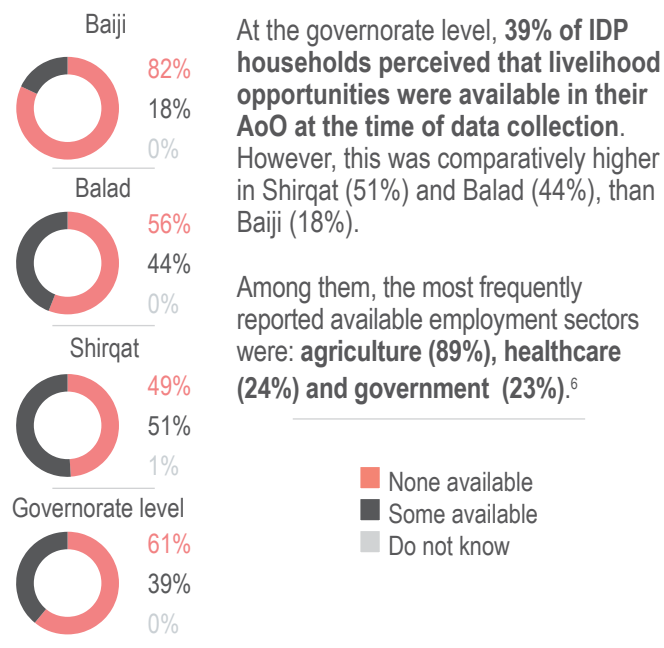 Baiji
82%
18%
0%
Balad
56%
44%
0%
Shirqat
49%
51%
1%
Governorate level
61%
39%
0%
At the governorate level, 39% of IDP
households perceived that livelihood
opportunities were available in their
AoO at the time of data collection.
However, this was comparatively higher
in Shirqat (51%) and Balad (44%), than
Baiji (18%).
Among them, the most frequently
reported available employment sectors
were: agriculture (89%), healthcare
(24%) and government (23%).⁶
None available
Some available
Do not know